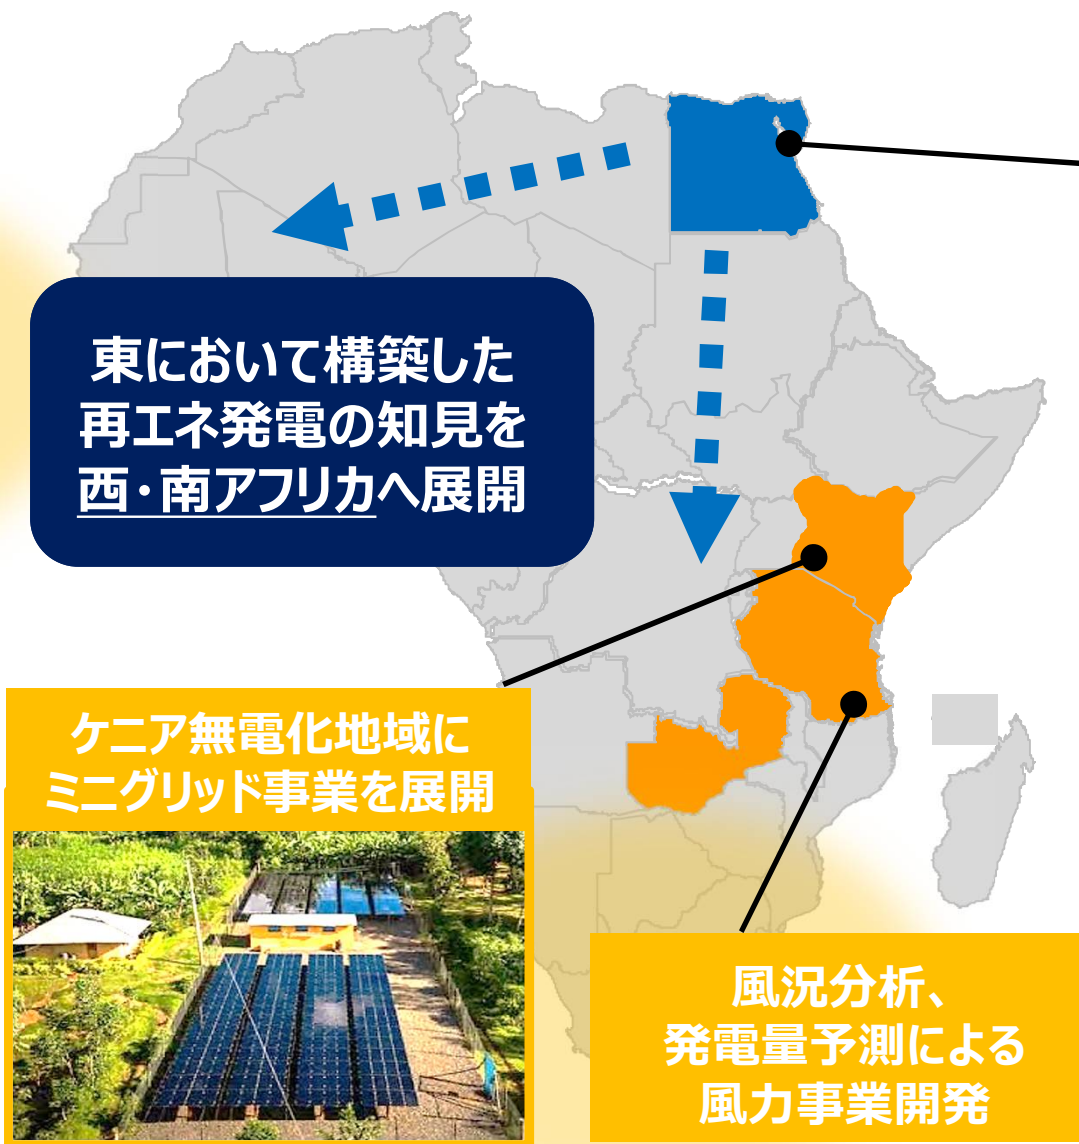 東において構築した
再エネ発電の知見を
西・南アフリカへ展開
ケニア無電化地域に
ミニグリッド事業を展開
風況分析、
発電量予測による
風力事業開発